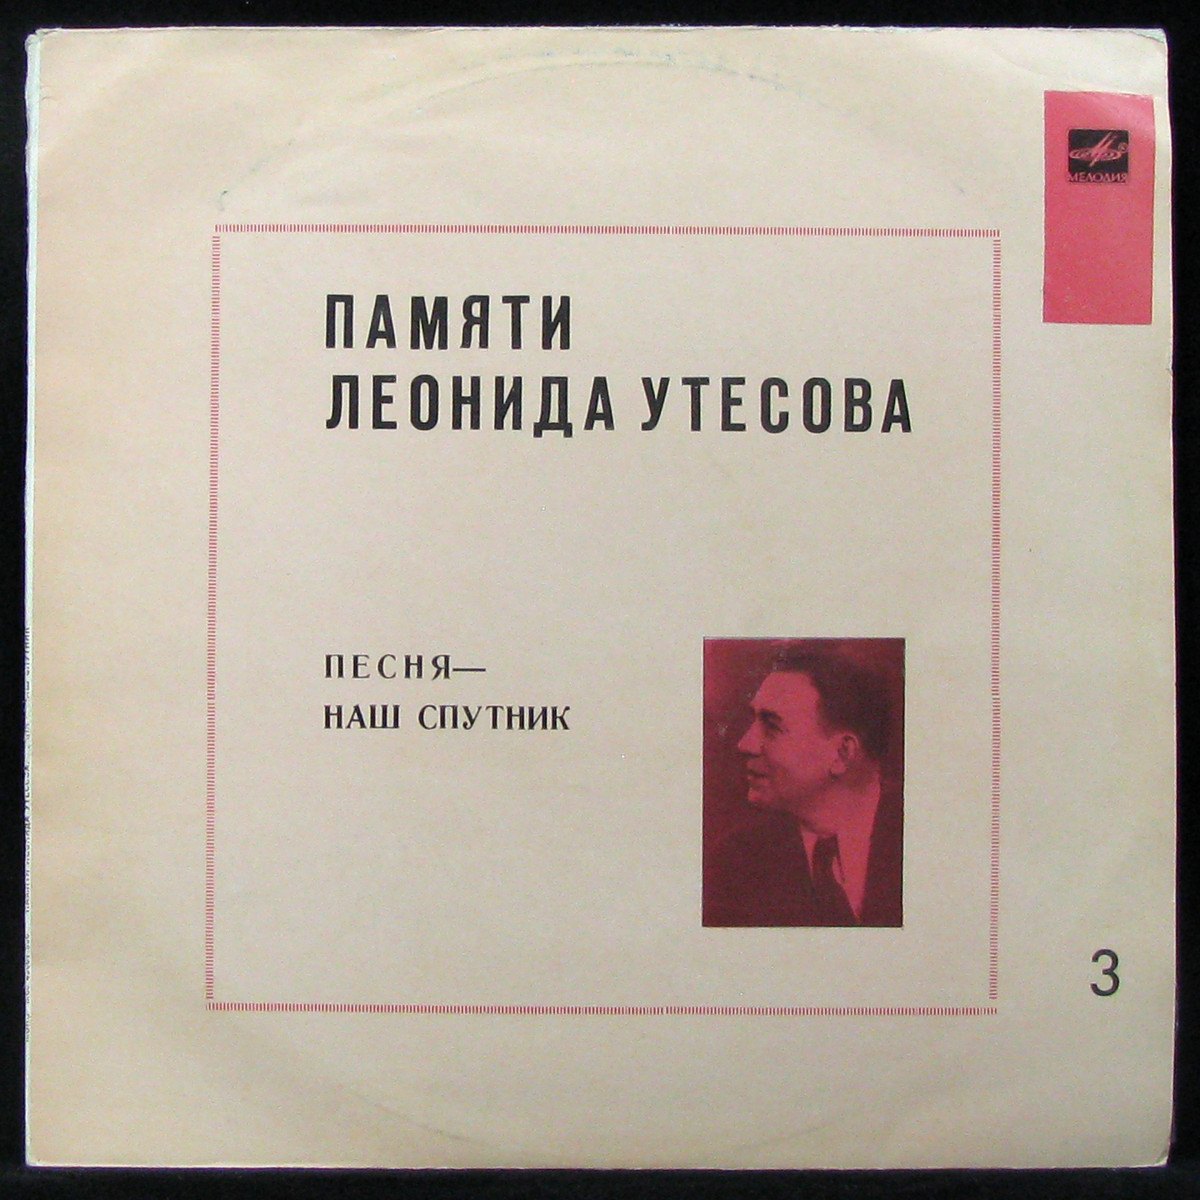 МЕЛОДИЯ
ПАМЯТИ
ЛЕОНИДА УТЕСОВА
ПЕСНЯ—
НАШ СПУТНИК
3